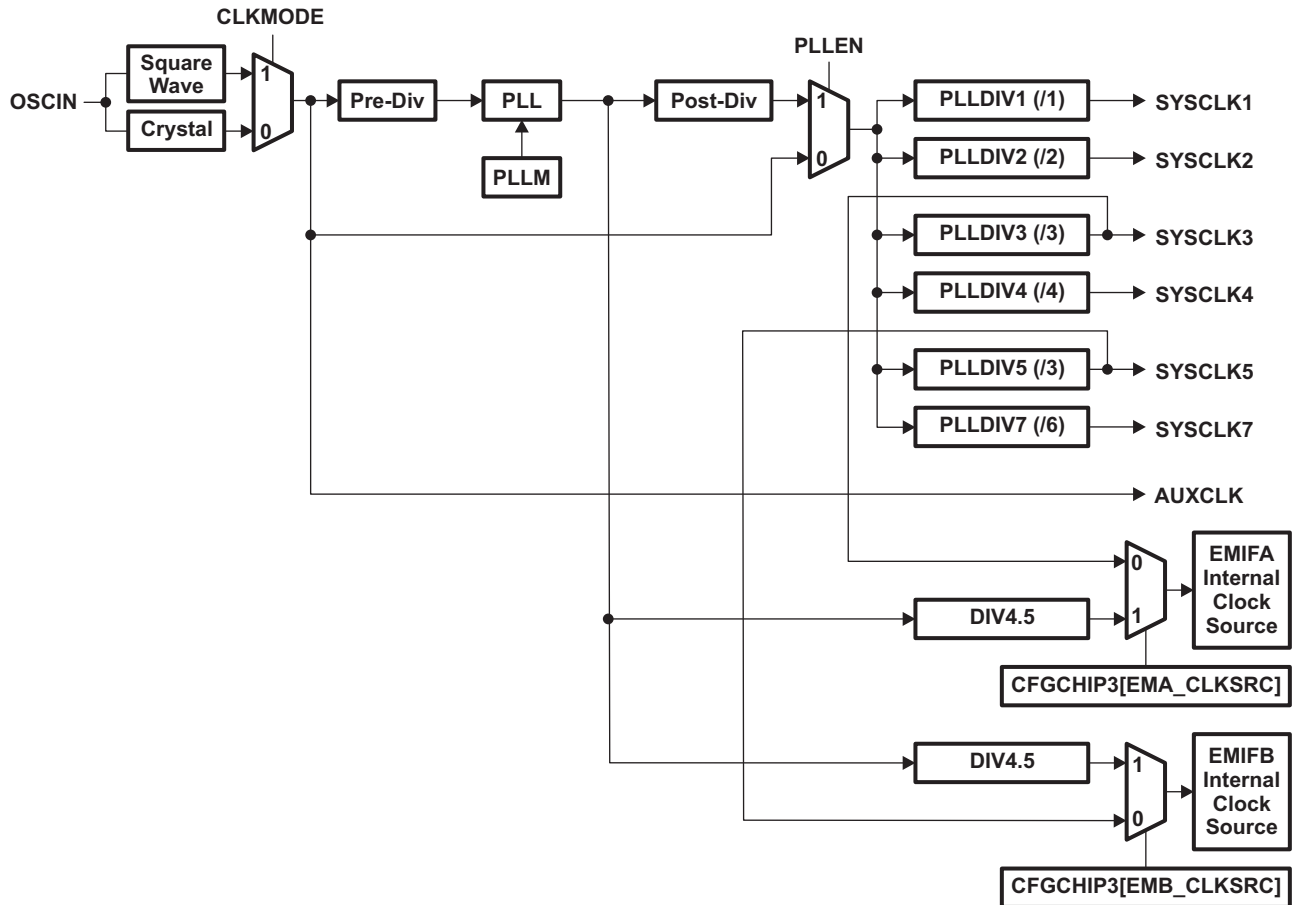 CLKMODE
PLLEN
OSCIN
Square
Wave
Crystal
1
0
Pre-Div
PLL
PLLM
Post-Div
1
0
PLLDIV1 (/1)
SYSCLK1
PLLDIV2 (/2)
SYSCLK2
PLLDIV3 (/3)
SYSCLK3
PLLDIV4 (/4)
SYSCLK4
PLLDIV5 (/3)
SYSCLK5
PLLDIV7 (/6)
SYSCLK7
AUXCLK
0
1
EMIFA
Internal
Clock
Source
DIV4.5
CFGCHIP3[EMA_CLKSRC]
DIV4.5
1
0
EMIFB
Internal
Clock
Source
CFGCHIP3[EMB_CLKSRC]